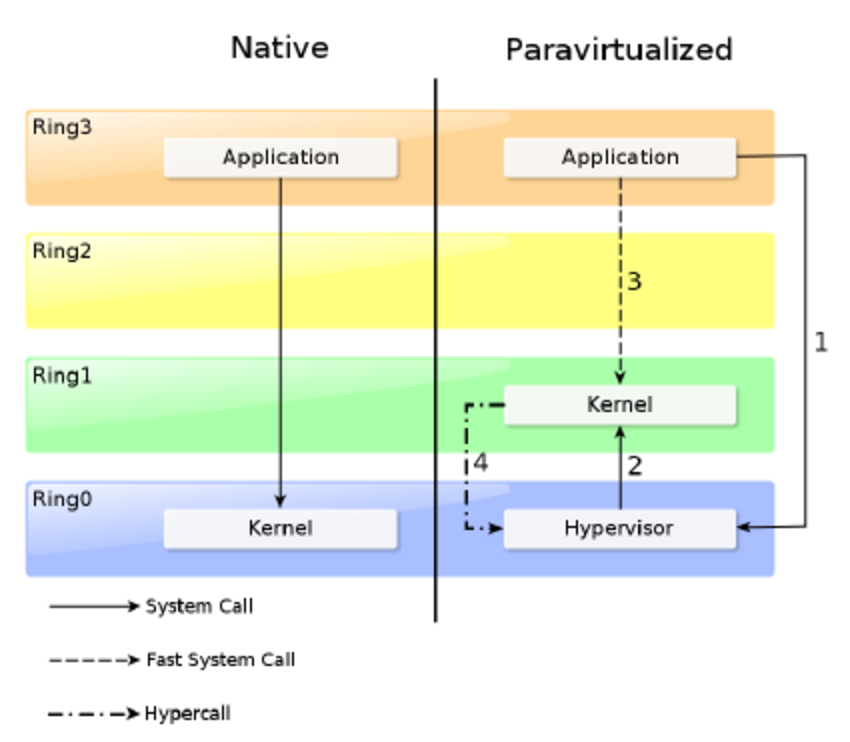 Native
Paravirtualized
Ring3
Application
Application
Ring2
3
1
Ring1
Kernel
4
2
Ring0
Kernel
Hypervisor
System Call
Fast System Call
Hypercall